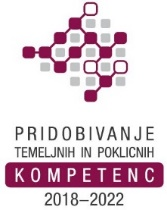 PRIDOBIVANJE
TEMELJNIH IN POKLICNIH
KOMPETENC
2018–2022